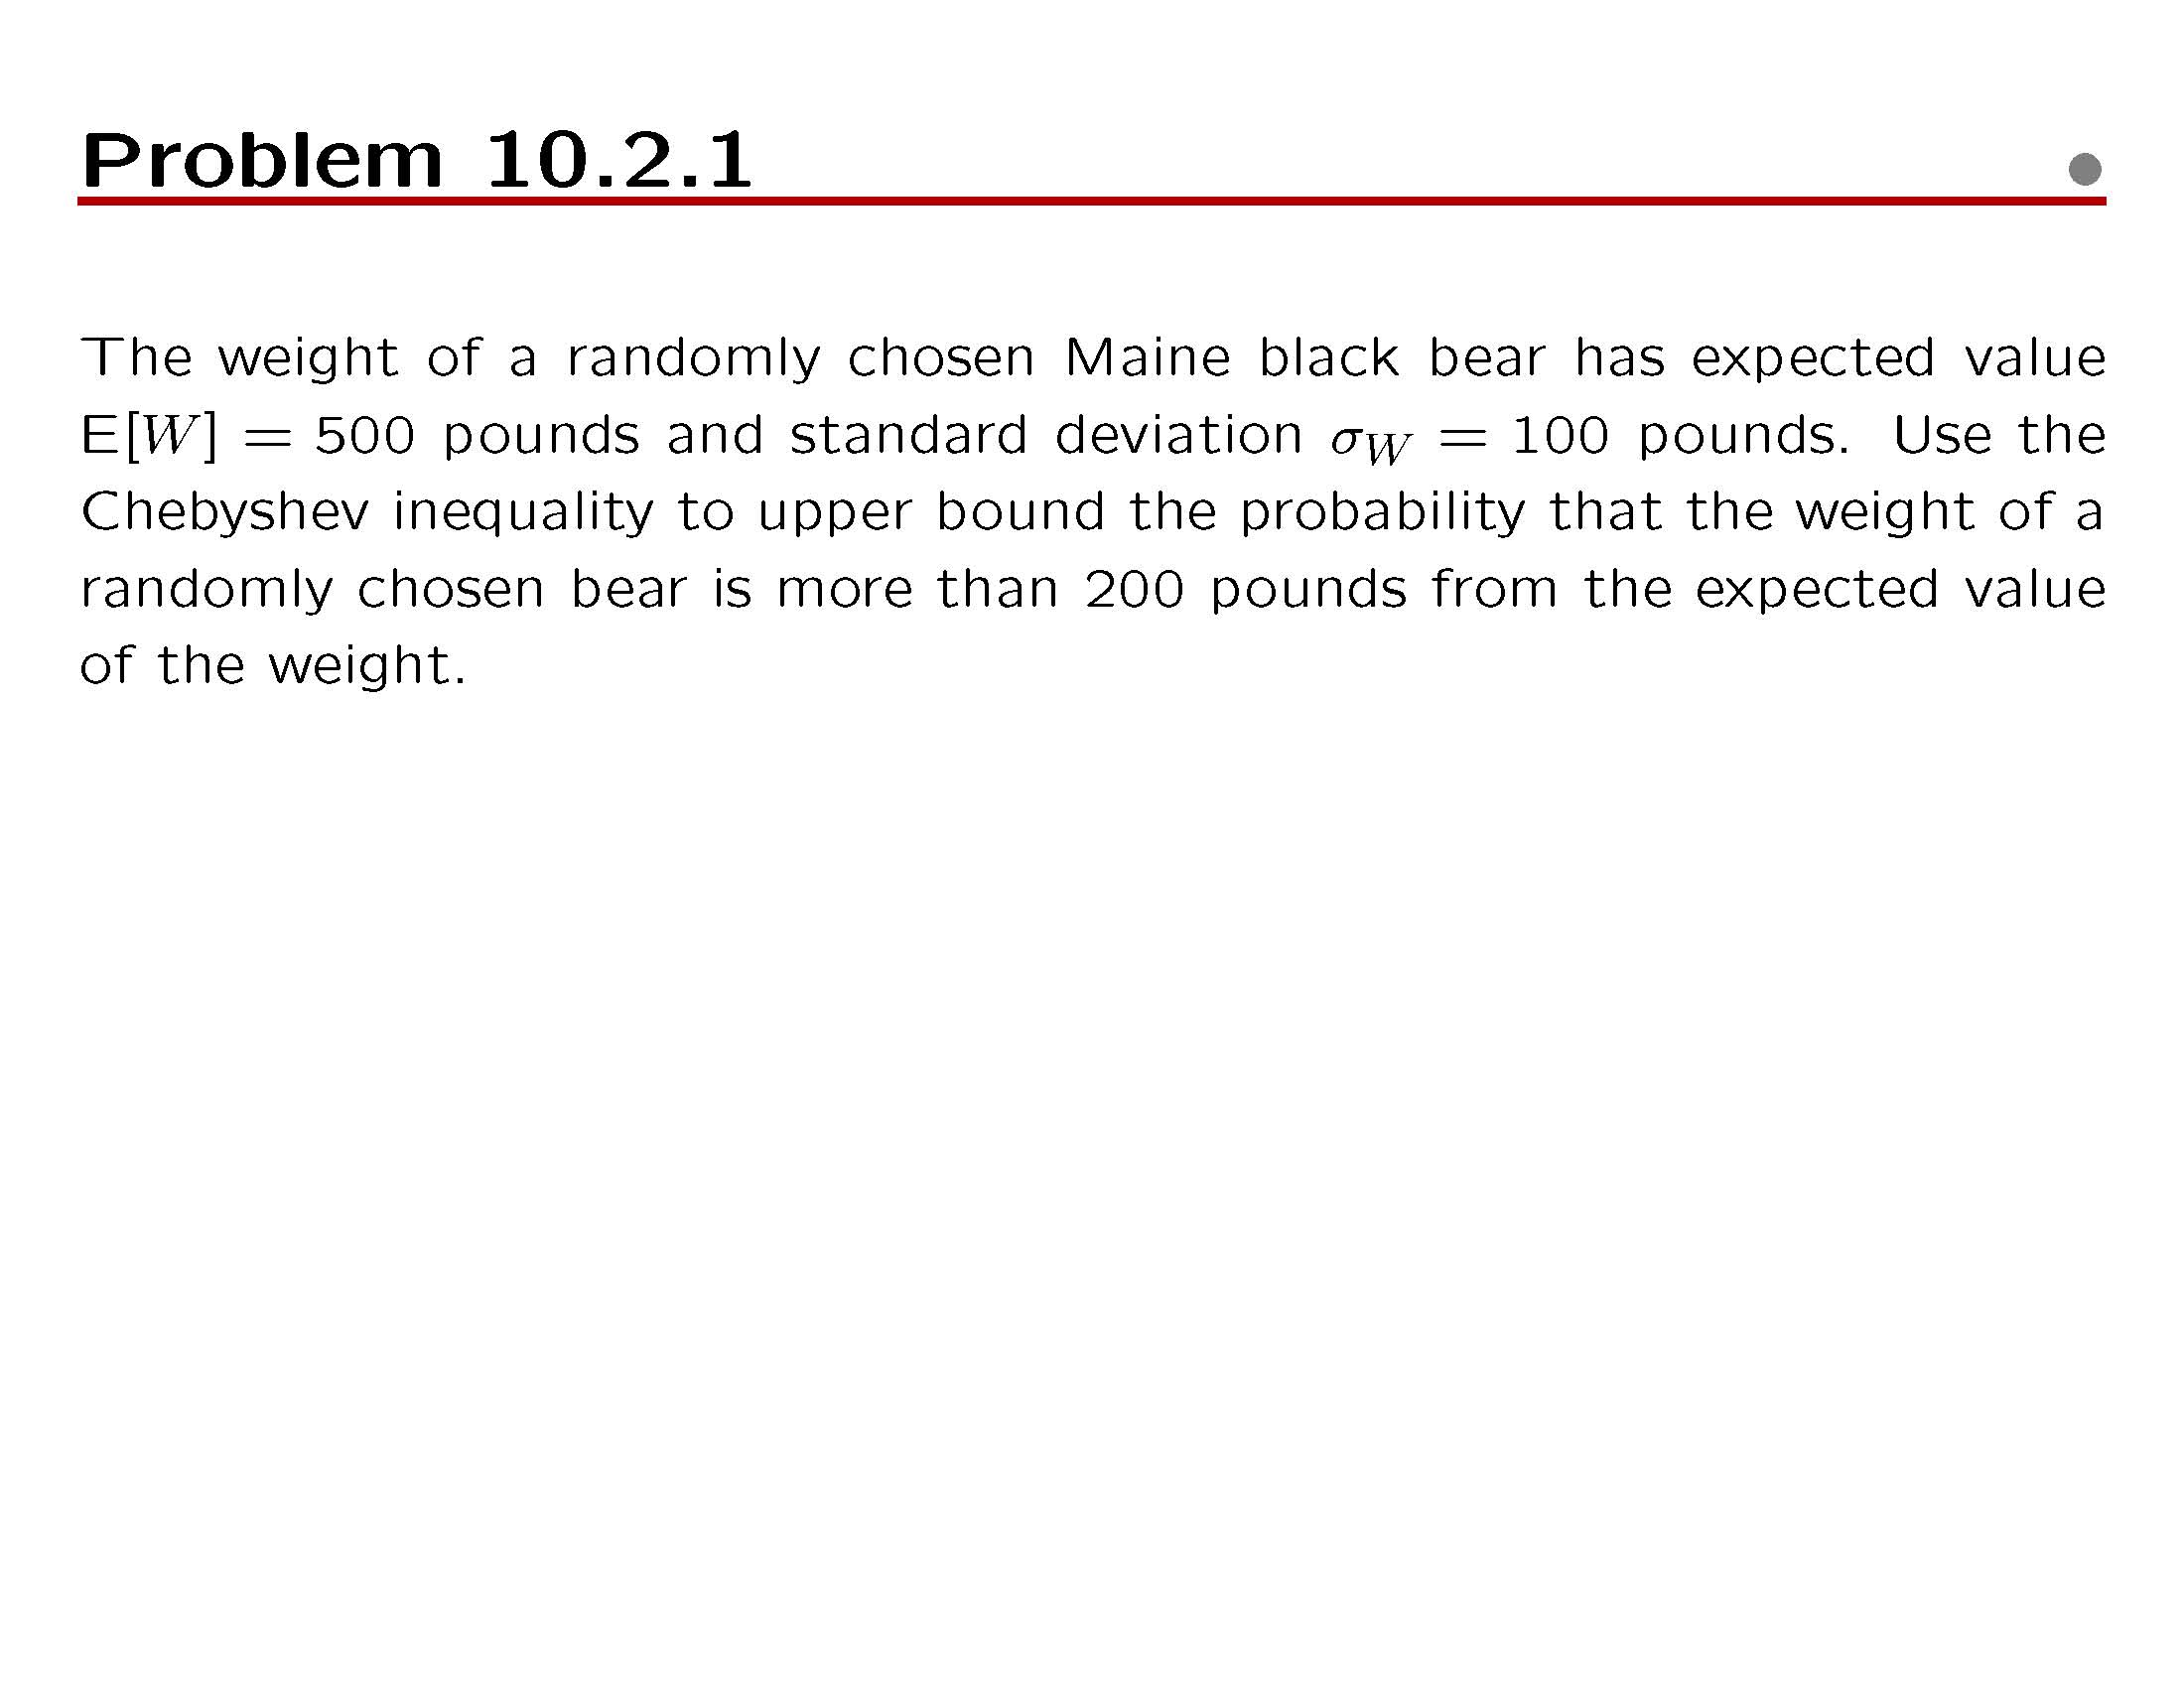 Problem 10.2.1
The weight of a randomly chosen Maine black bear has expected value
E[W] = 500 pounds and standard deviation σ_W = 100 pounds. Use the
Chebyshev inequality to upper bound the probability that the weight of a
randomly chosen bear is more than 200 pounds from the expected value
of the weight.